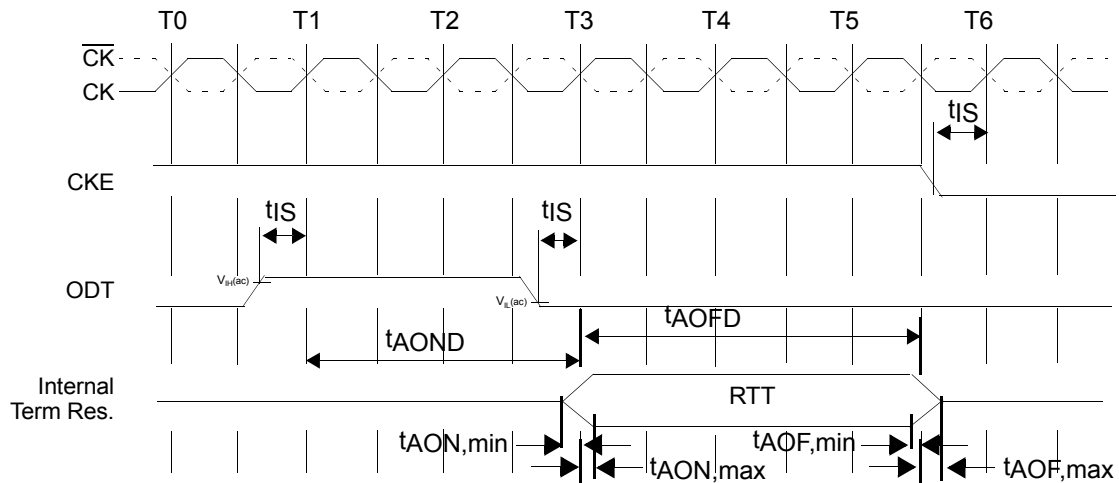 T0 T1 T2 T3 T4 T5 T6
CK
CK
tIS
CKE
tIS tIS
VIH(ac)
ODT
VIL(ac)
tAOND tAOFD
Internal
Term Res.
RTT
tAON,min tAOF,min
tAON,max tAOF,max